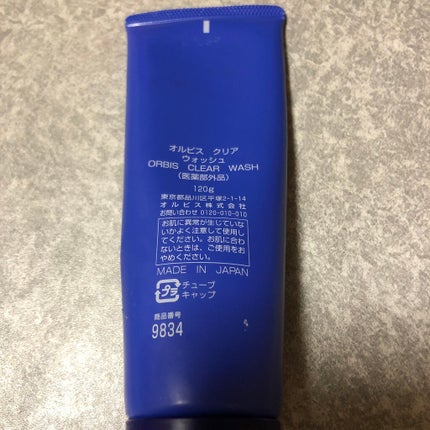 オルビス クリア
ウォッシュ
ORBIS CLEAR WASH
(医薬部外品)
120g
東京都品川区平塚2-1-14
オルビス株式会社
お問い合わせ 0120-010-010
お肌に異常が生じていな
いかよく注意して使用し
てください。お肌に合わ
ないときは、ご使用をお
やめください。
MADE IN JAPAN
プラ
チューブ
キャップ
商品番号
9834